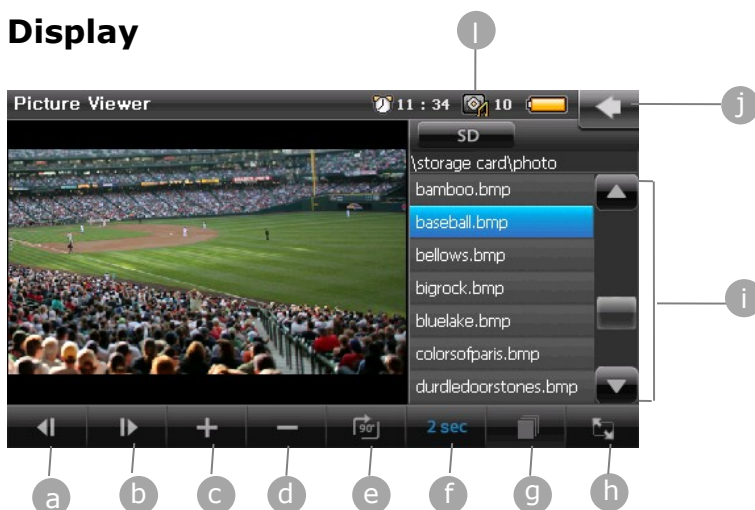 Display
l
Picture Viewer 11 : 34 10
j
SD
\storage card\photo
bamboo.bmp
baseball.bmp
bellows.bmp
bigrock.bmp
i
bluelake.bmp
colorsofparis.bmp
durdledoorstones.bmp
90° 2 sec
a b c d e f g h